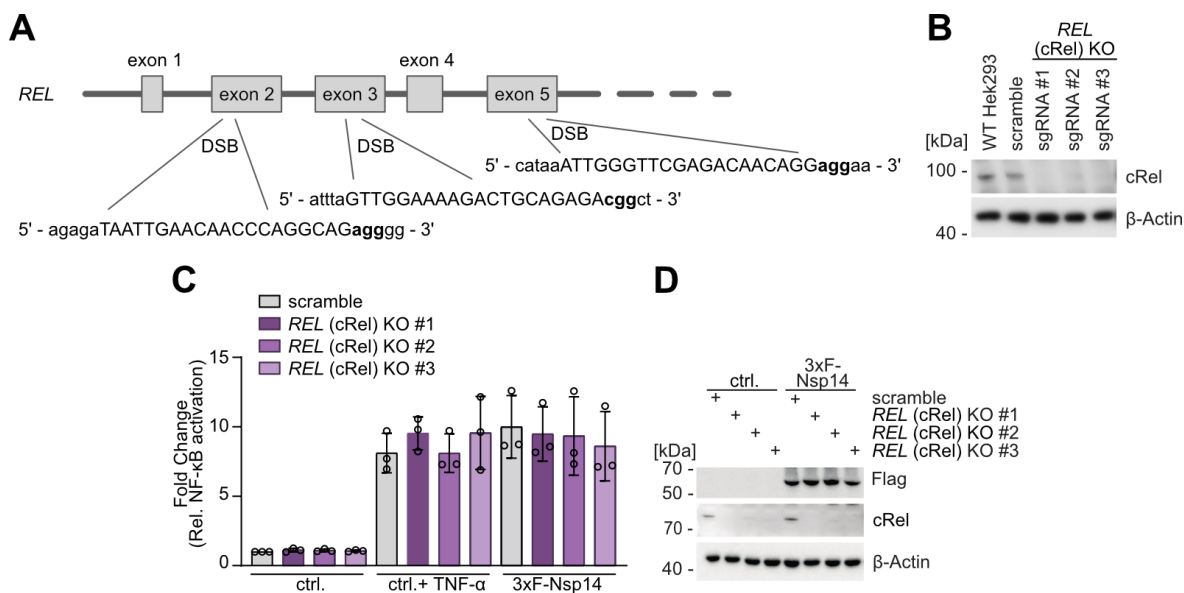 A
exon 1
exon 4
REL
exon 2
exon 3
exon 5
DSB
DSB
DSB
5' - cataaATTGGGTTCGAGACAACAGGaggaa - 3'
5' - atttaGTTGGAAAAGACTGCAGAGAcggct - 3'
5' - agagaTAATTGAACAACCCAGGCAGaggg - 3'
B
REL
(cRel) KO
WT Hek293
scramble
sgRNA #1
sgRNA #2
sgRNA #3
[kDa]
100 -
cRel
β-Actin
40 -
C
scramble
REL (cRel) KO #1
REL (cRel) KO #2
REL (cRel) KO #3
Fold Change
(Rel. NF-κB activation)
15
10
5
0
ctrl.
ctrl.+ TNF-α
3xF-Nsp14
D
ctrl.
3xF-
Nsp14
+ + scramble
+ + REL (cRel) KO #1
+ + REL (cRel) KO #2
+ + REL (cRel) KO #3
[kDa]
70 -
Flag
50 -
cRel
70 -
β-Actin
40 -